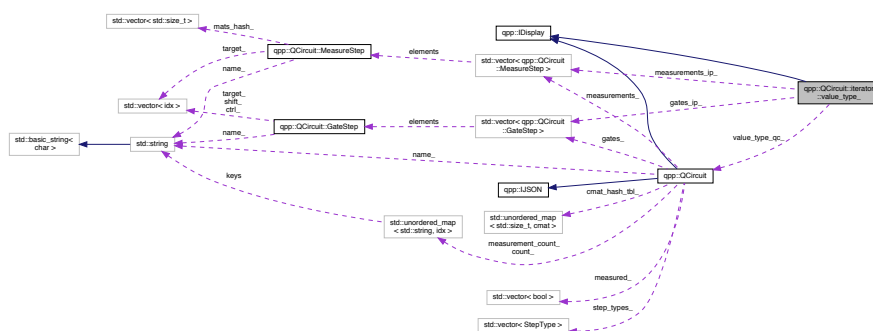 std::vector< std::size_t >
mats_hash_
qpp::IDisplay
target_
qpp::QCircuit::MeasureStep
elements
std::vector< qpp::QCircuit
::MeasureStep >
name_
measurements_ip_
qpp::QCircuit::iterator
::value_type_
std::vector< idx >
target_
shift_
ctrl_
measurements_
gates_ip_
std::basic_string<
char >
std::string
name_
qpp::QCircuit::GateStep
elements
std::vector< qpp::QCircuit
::GateStep >
gates_
value_type_qc_
name_
qpp::QCircuit
keys
qpp::IJSON
cmat_hash_tbl_
std::unordered_map
< std::string, idx >
std::unordered_map
< std::size_t, cmat >
measurement_count_
count_
measured_
std::vector< bool >
step_types_
std::vector< StepType >